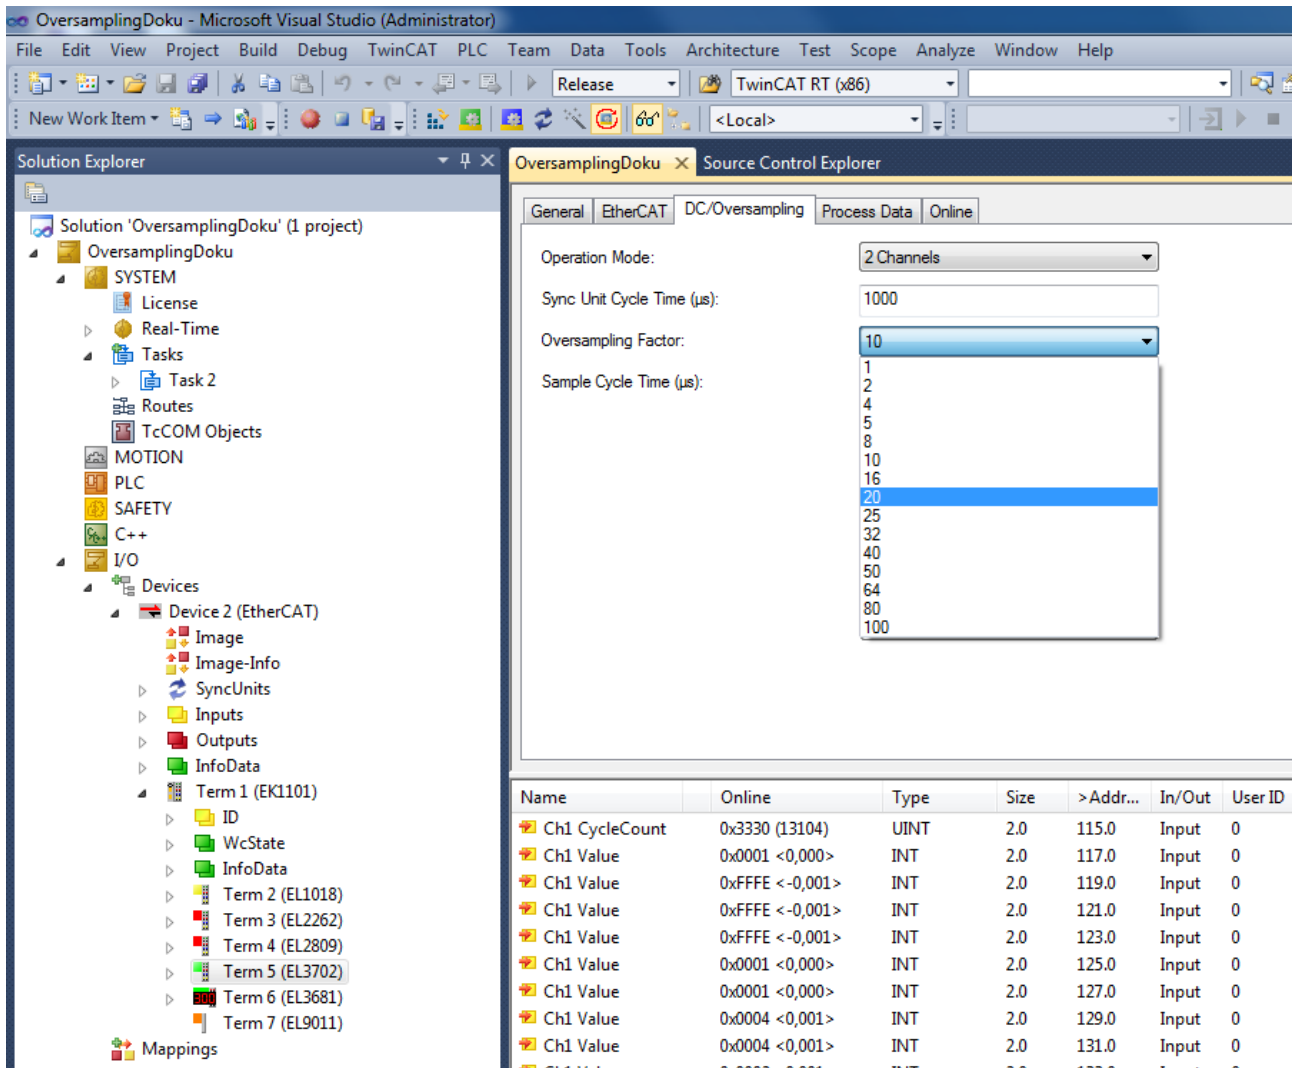 OversamplingDoku - Microsoft Visual Studio (Administrator)
File Edit View Project Build Debug TwinCAT PLC Team Data Tools Architecture Test Scope Analyze Window Help
Release TwinCAT RT (x86)
New Work Item <Local>
Solution Explorer
Solution 'OversamplingDoku' (1 project)
OversamplingDoku
SYSTEM
License
Real-Time
Tasks
Task 2
Routes
TcCOM Objects
MOTION
PLC
SAFETY
C++
I/O
Devices
Device 2 (EtherCAT)
Image
Image-Info
SyncUnits
Inputs
Outputs
InfoData
Term 1 (EK1101)
ID
WcState
InfoData
Term 2 (EL1018)
Term 3 (EL2262)
Term 4 (EL2809)
Term 5 (EL3702)
Term 6 (EL3681)
Term 7 (EL9011)
Mappings
OversamplingDoku Source Control Explorer
General EtherCAT DC/Oversampling Process Data Online
Operation Mode: 2 Channels
Sync Unit Cycle Time (µs): 1000
Oversampling Factor: 10
Sample Cycle Time (µs):
1
2
4
5
8
10
16
20
25
32
40
50
64
80
100
Name Online Type Size >Addr... In/Out User ID
Ch1 CycleCount 0x3330 (13104) UINT 2.0 115.0 Input 0
Ch1 Value 0x0001 <0,000> INT 2.0 117.0 Input 0
Ch1 Value 0xFFFE <-0,001> INT 2.0 119.0 Input 0
Ch1 Value 0xFFFE <-0,001> INT 2.0 121.0 Input 0
Ch1 Value 0xFFFE <-0,001> INT 2.0 123.0 Input 0
Ch1 Value 0x0001 <0,000> INT 2.0 125.0 Input 0
Ch1 Value 0x0001 <0,000> INT 2.0 127.0 Input 0
Ch1 Value 0x0004 <0,001> INT 2.0 129.0 Input 0
Ch1 Value 0x0004 <0,001> INT 2.0 131.0 Input 0